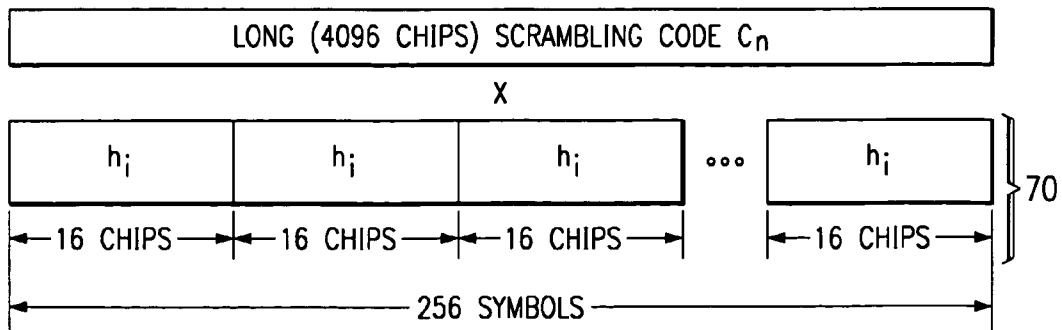 LONG (4096 CHIPS) SCRAMBLING CODE Cn
X
hi hi hi ooo hi
70
16 CHIPS 16 CHIPS 16 CHIPS 16 CHIPS
256 SYMBOLS